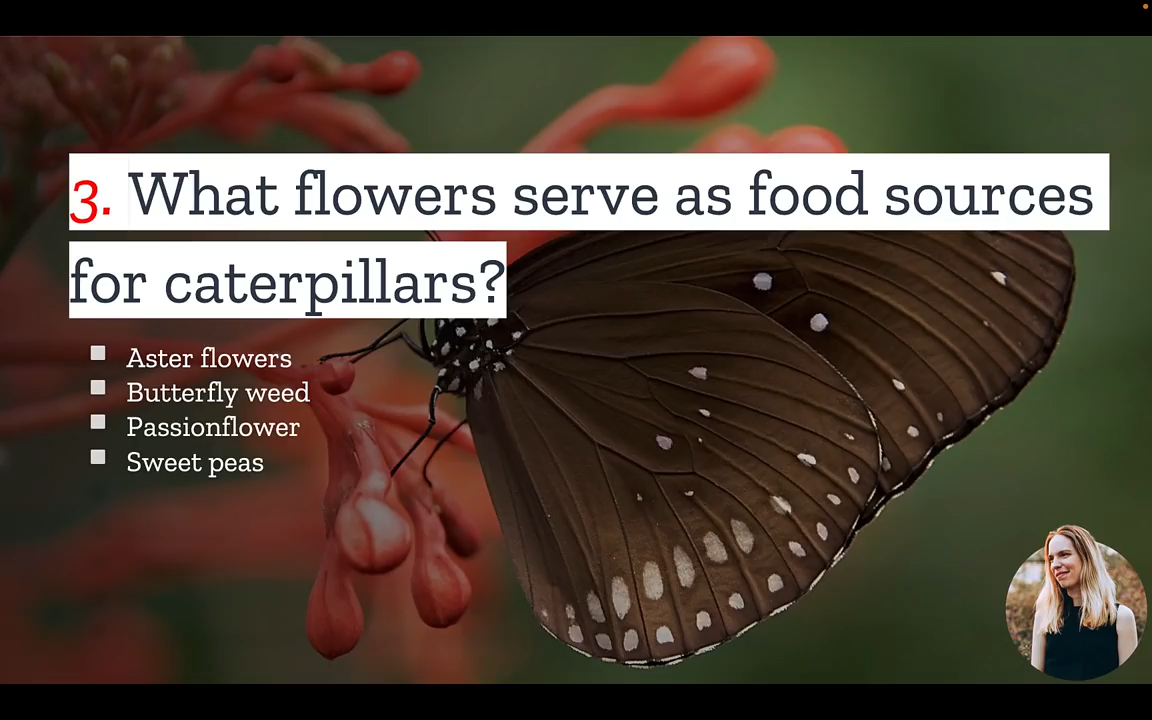 3. What flowers serve as food sources
for caterpillars?
Aster flowers
Butterfly weed
Passionflower
Sweet peas